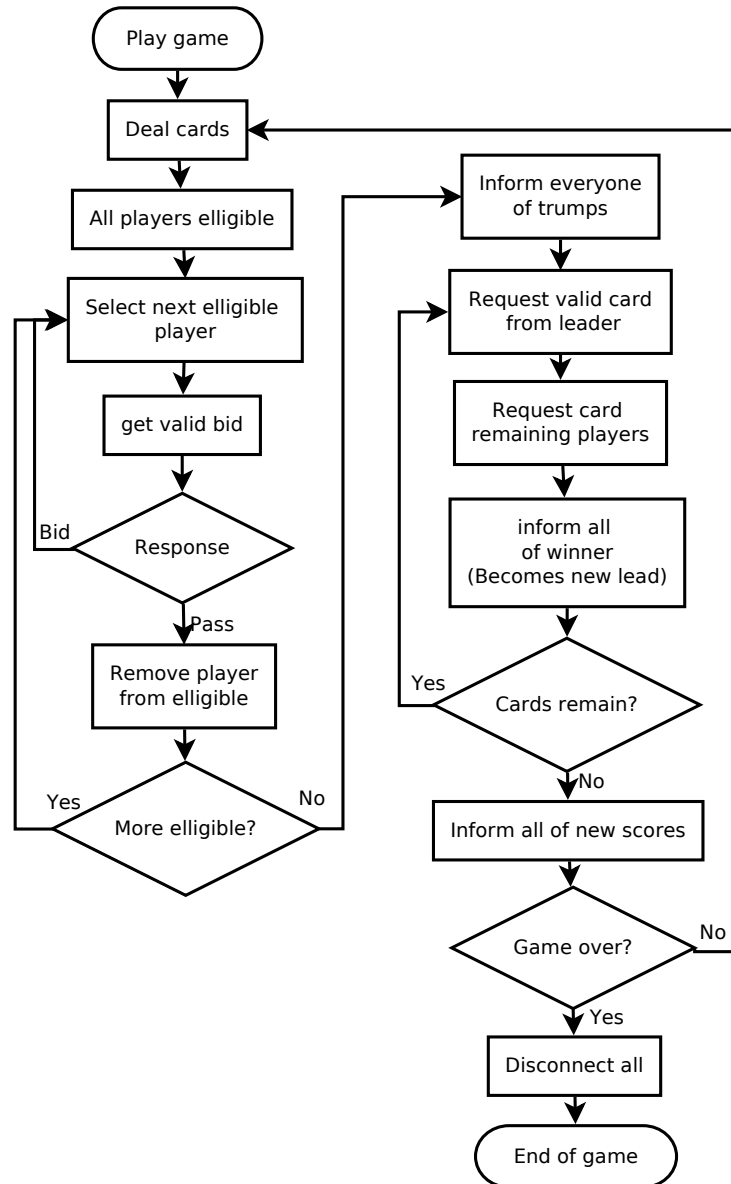 Play game
Deal cards
All players elligible
Select next elligible
player
get valid bid
Bid
Response
Pass
Remove player
from elligible
Yes
No
More elligible?
Inform everyone
of trumps
Request valid card
from leader
Request card
remaining players
inform all
of winner
(Becomes new lead)
Yes
Cards remain?
No
Inform all of new scores
Game over?
No
Yes
Disconnect all
End of game